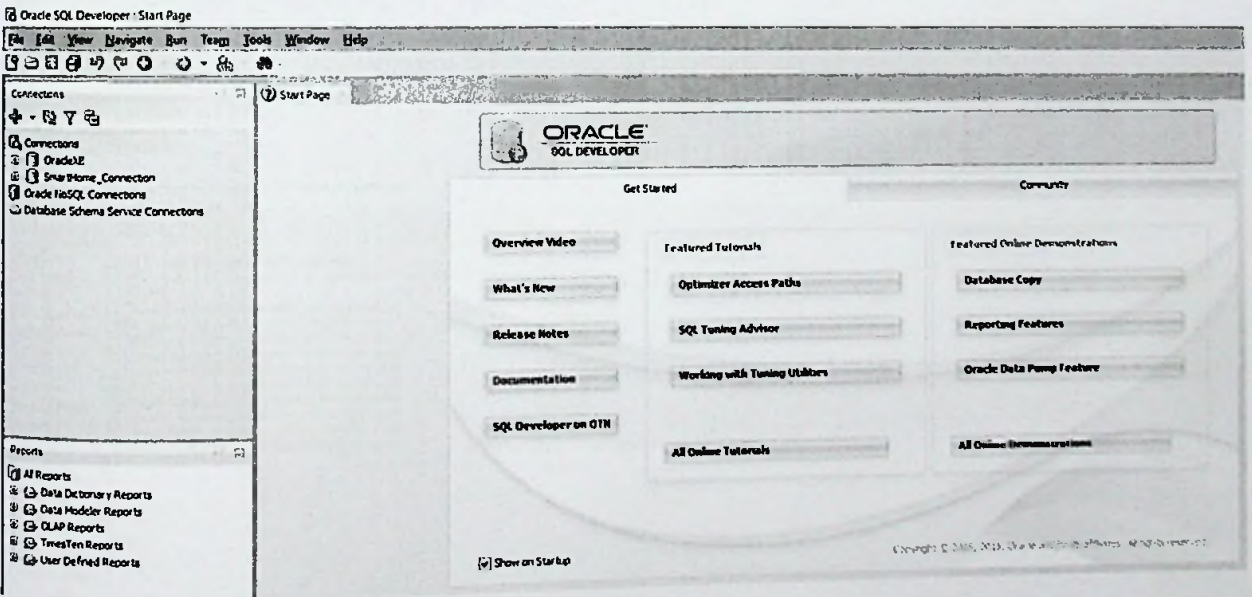 Oracle SQL Developer : Start Page
File Edit View Navigate Run Team Tools Window Help
Connections
Start Page
Connections
OracleXE
SmartHome_Connection
Oracle NoSQL Connections
Database Schema Service Connections
ORACLE
SQL DEVELOPER
Get Started
Community
Overview Video
What's New
Release Notes
Documentation
SQL Developer on OTN
Featured Tutorials
Optimizer Access Paths
SQL Tuning Advisor
Working with Tuning Utilities
All Online Tutorials
Featured Online Demonstrations
Database Copy
Reporting Features
Oracle Data Pump Feature
All Online Demonstrations
Reports
All Reports
Data Dictionary Reports
Data Modeler Reports
OLAP Reports
TimesTen Reports
User Defined Reports
Show on Startup
Copyright ©